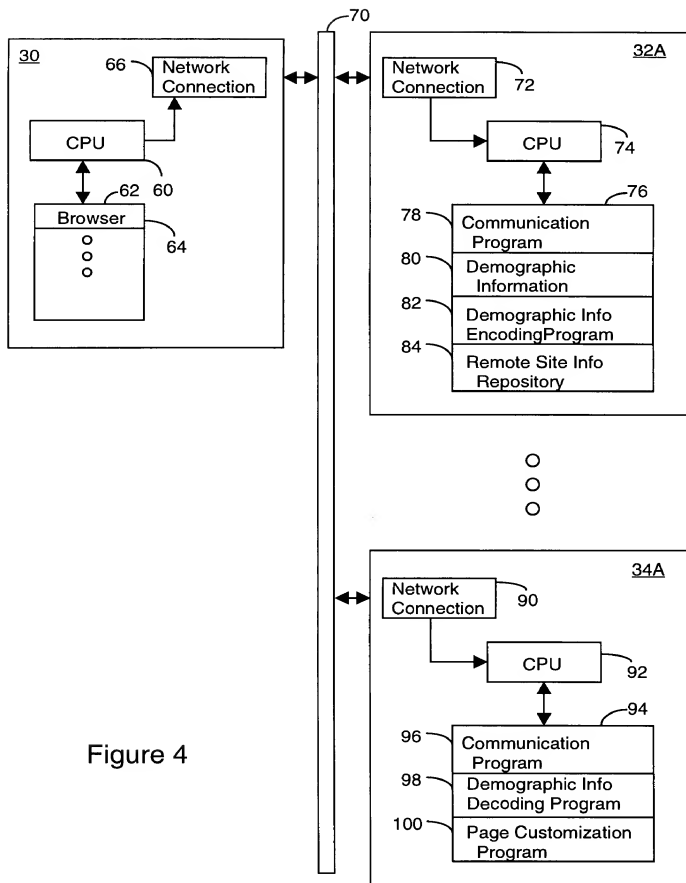 70
30
66
Network
Connection
CPU
60
62
Browser
64
32A
Network
Connection
72
CPU
74
76
78
Communication
Program
80
Demographic
Information
82
Demographic Info
EncodingProgram
84
Remote Site Info
Repository
34A
Network
Connection
90
CPU
92
94
96
Communication
Program
98
Demographic Info
Decoding Program
100
Page Customization
Program
Figure 4